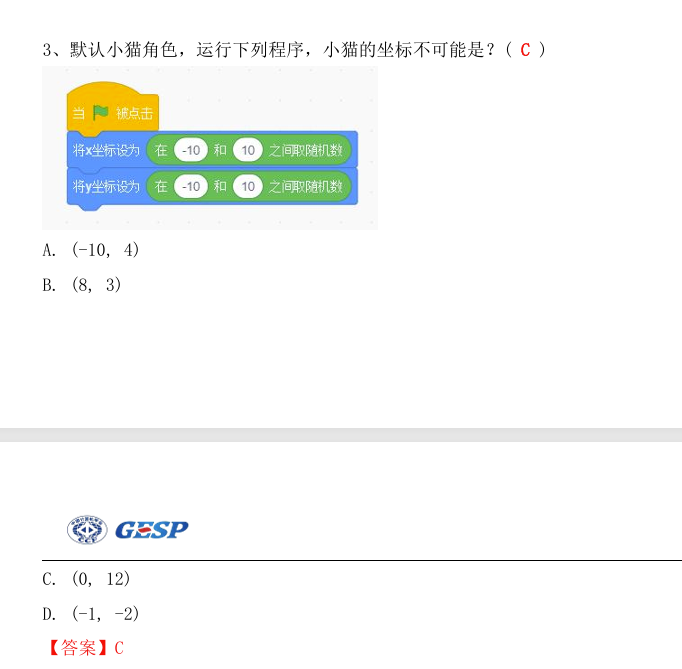 3、默认小猫角色，运行下列程序，小猫的坐标不可能是？( C )
当 被点击
将x坐标设为 在 -10 和 10 之间取随机数
将y坐标设为 在 -10 和 10 之间取随机数
A. (-10, 4)
B. (8, 3)
CCF GESP
C. (0, 12)
D. (-1, -2)
【答案】C